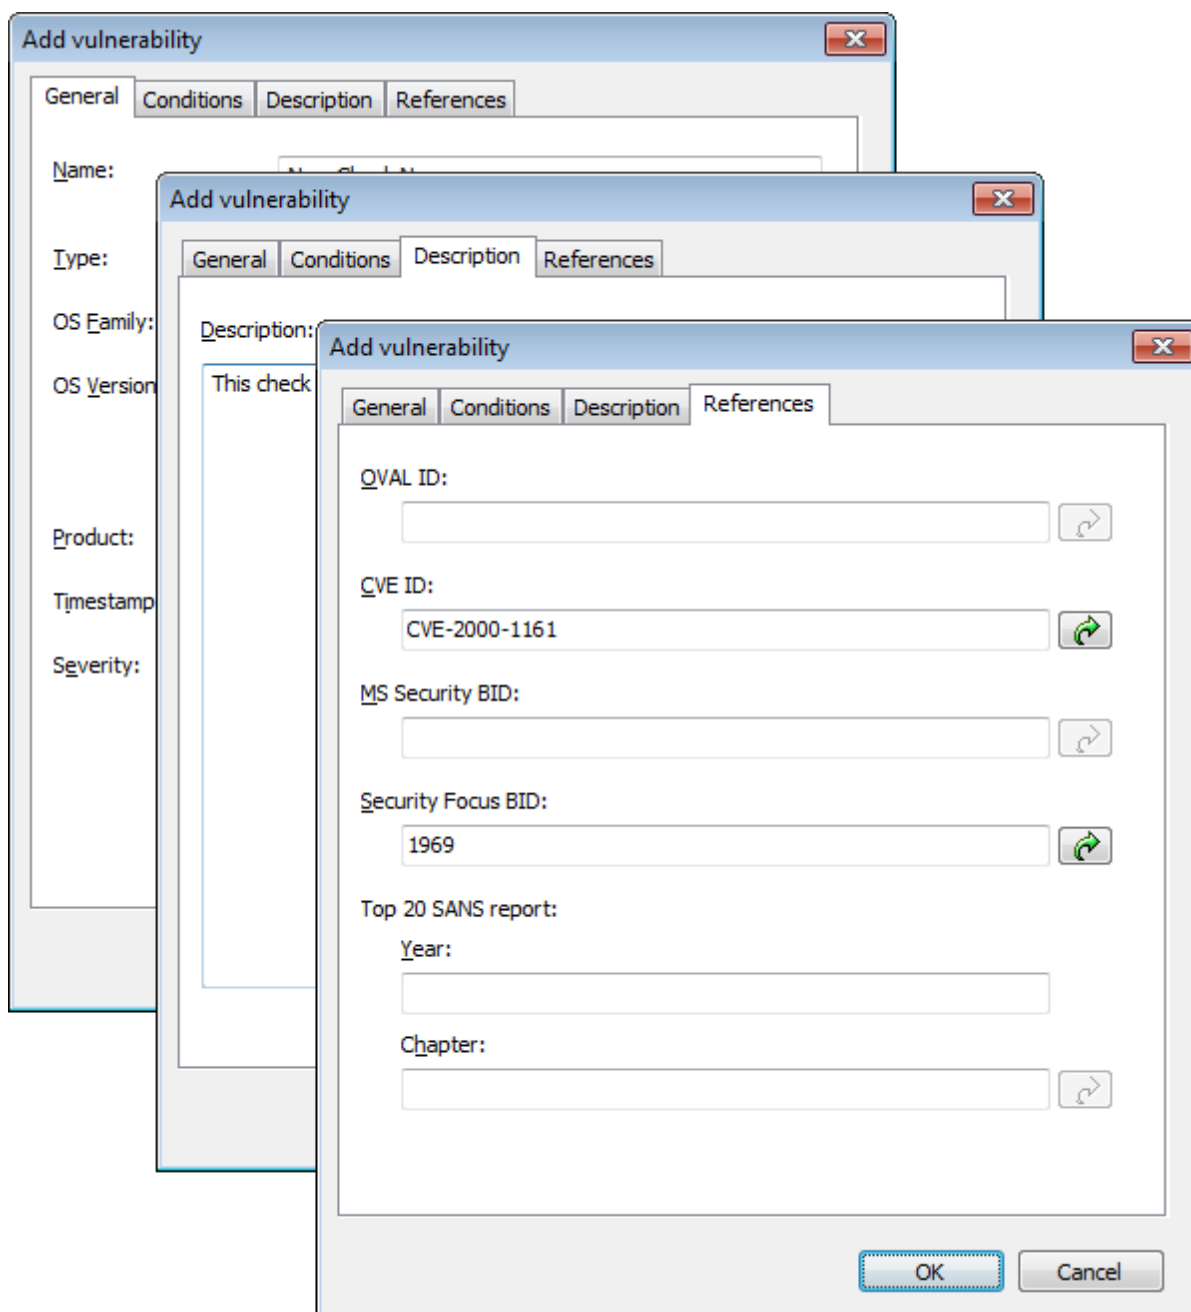 Add vulnerability
General Conditions Description References
Name:
Type:
OS Family:
OS Version
Product:
Timestamp
Severity:
Add vulnerability
General Conditions Description References
Description:
This check
Add vulnerability
General Conditions Description References
OVAL ID:
CVE ID:
CVE-2000-1161
MS Security BID:
Security Focus BID:
1969
Top 20 SANS report:
Year:
Chapter:
OK Cancel